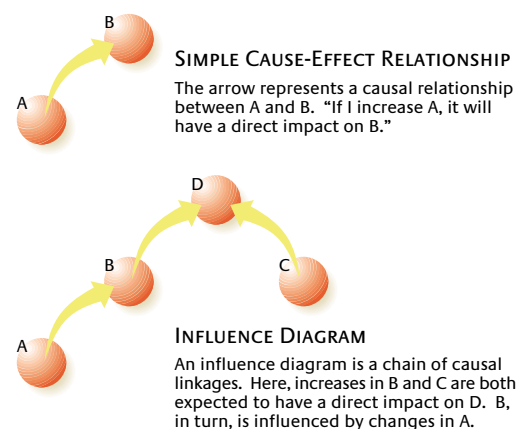 B
SIMPLE CAUSE-EFFECT RELATIONSHIP
A
The arrow represents a causal relationship
between A and B. “If I increase A, it will
have a direct impact on B.”
D
B
C
A
INFLUENCE DIAGRAM
An influence diagram is a chain of causal
linkages. Here, increases in B and C are both
expected to have a direct impact on D. B,
in turn, is influenced by changes in A.